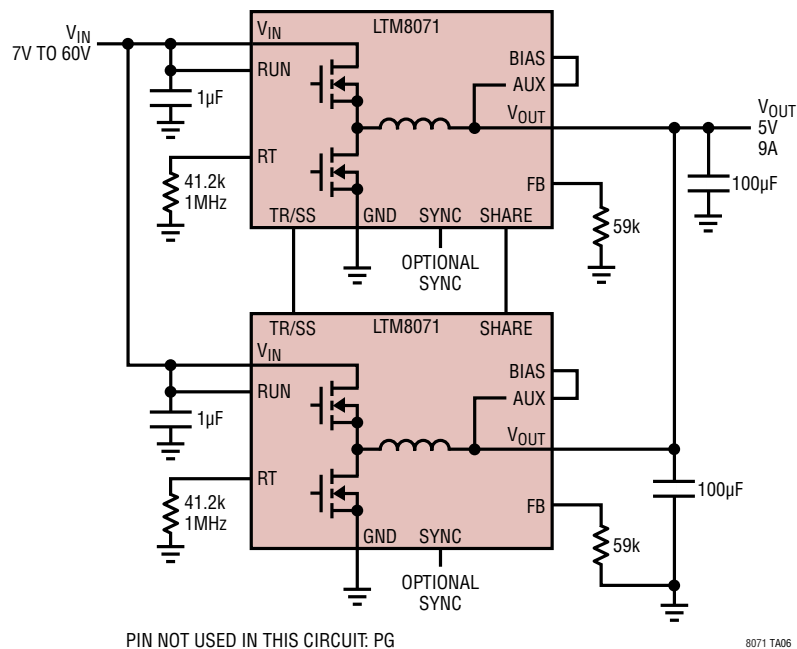 LTM8071
VIN
7V TO 60V
VIN
RUN
1µF
RT
41.2k
1MHz
BIAS
AUX
VOUT
FB
VOUT
5V
9A
100µF
59k
TR/SS
GND
SYNC
SHARE
OPTIONAL
SYNC
TR/SS
LTM8071
SHARE
VIN
RUN
1µF
RT
41.2k
1MHz
BIAS
AUX
VOUT
FB
100µF
59k
GND
SYNC
OPTIONAL
SYNC
PIN NOT USED IN THIS CIRCUIT: PG
8071 TA06